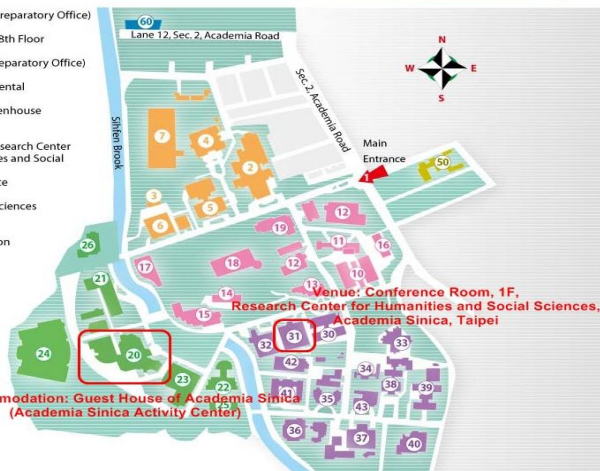 reparatory Office)
8th Floor
eparatory Office)
ental
enhouse
search Center
es and Social
ce
ciences
on
60
Lane 12, Sec. 2, Academia Road
Sec. 2, Academia Road
Sihfen Brook
N
W E
S
Main
Entrance
1
50
7
4
2
3
5
6
12
19
11
16
26
17
18
12
10
21
14
13
15
Venue: Conference Room, 1F,
Research Center for Humanities and Social Sciences,
Academia Sinica, Taipei
31
30
32
33
24
20
42
34
23
22
38
39
41
35
43
25
modation: Guest House of Academia Sinica
(Academia Sinica Activity Center)
36
37
40